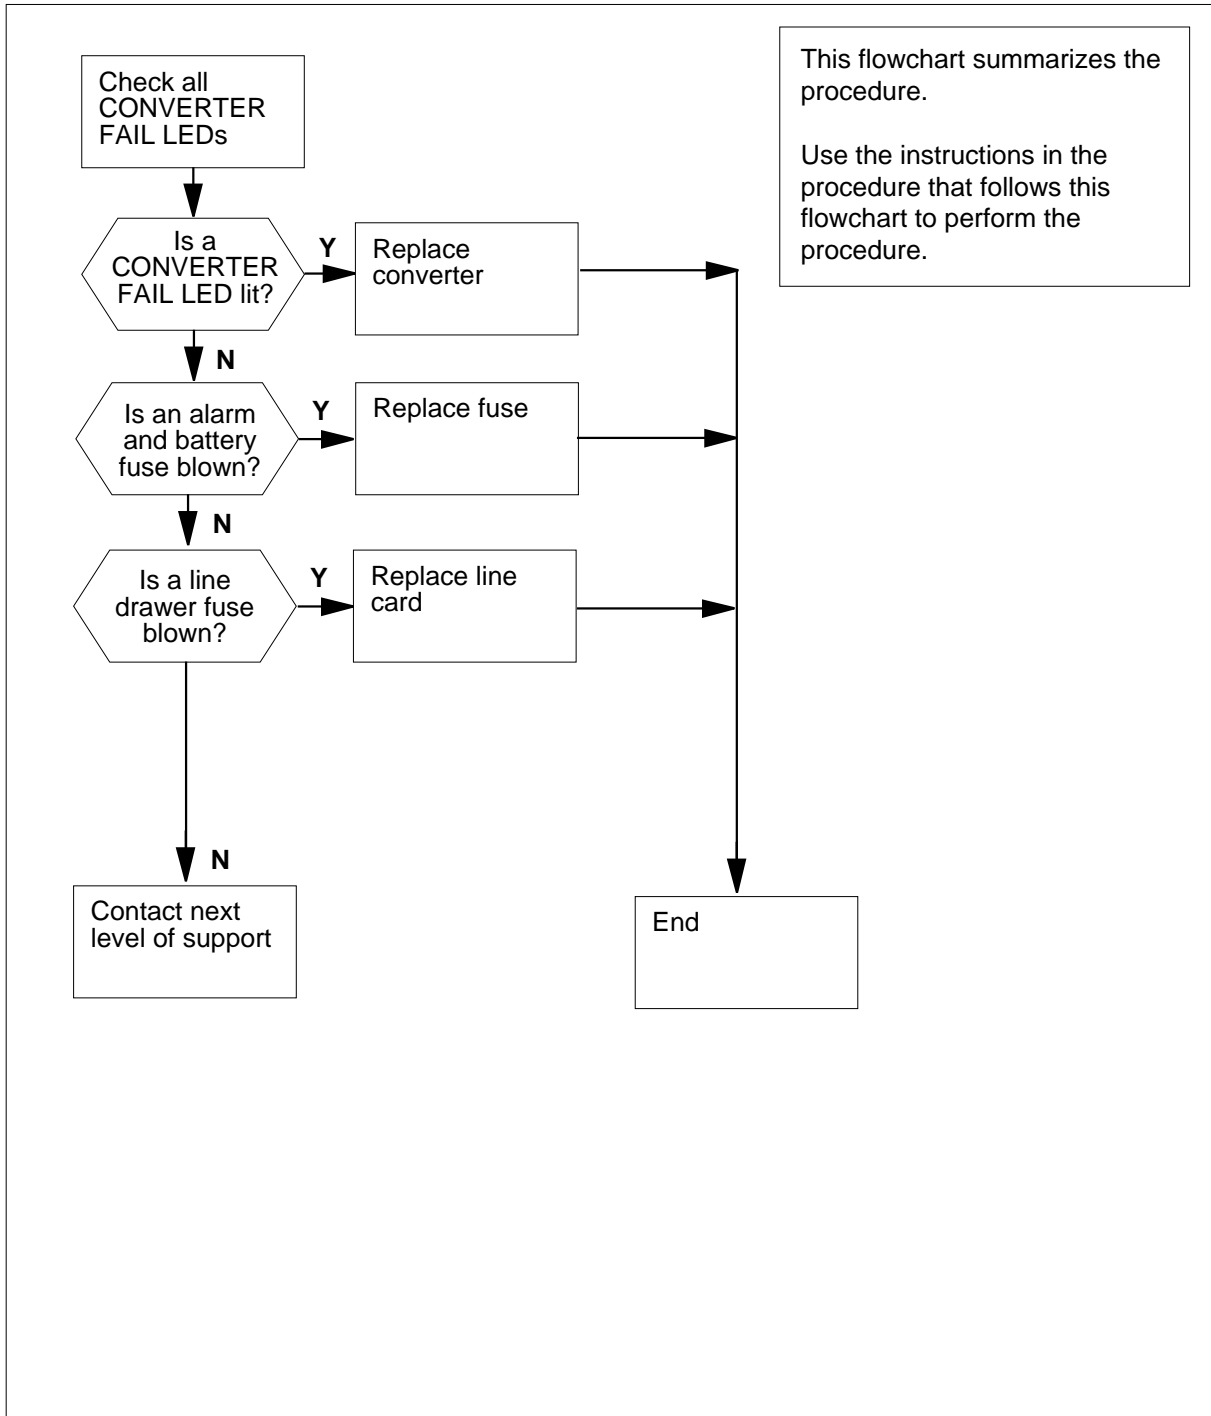 Check all
CONVERTER
FAIL LEDs
This flowchart summarizes the
procedure.
Use the instructions in the
procedure that follows this
flowchart to perform the
procedure.
Is a
CONVERTER
FAIL LED lit?
Y
Replace
converter
N
Is an alarm
and battery
fuse blown?
Y
Replace fuse
N
Is a line
drawer fuse
blown?
Y
Replace line
card
N
Contact next
level of support
End